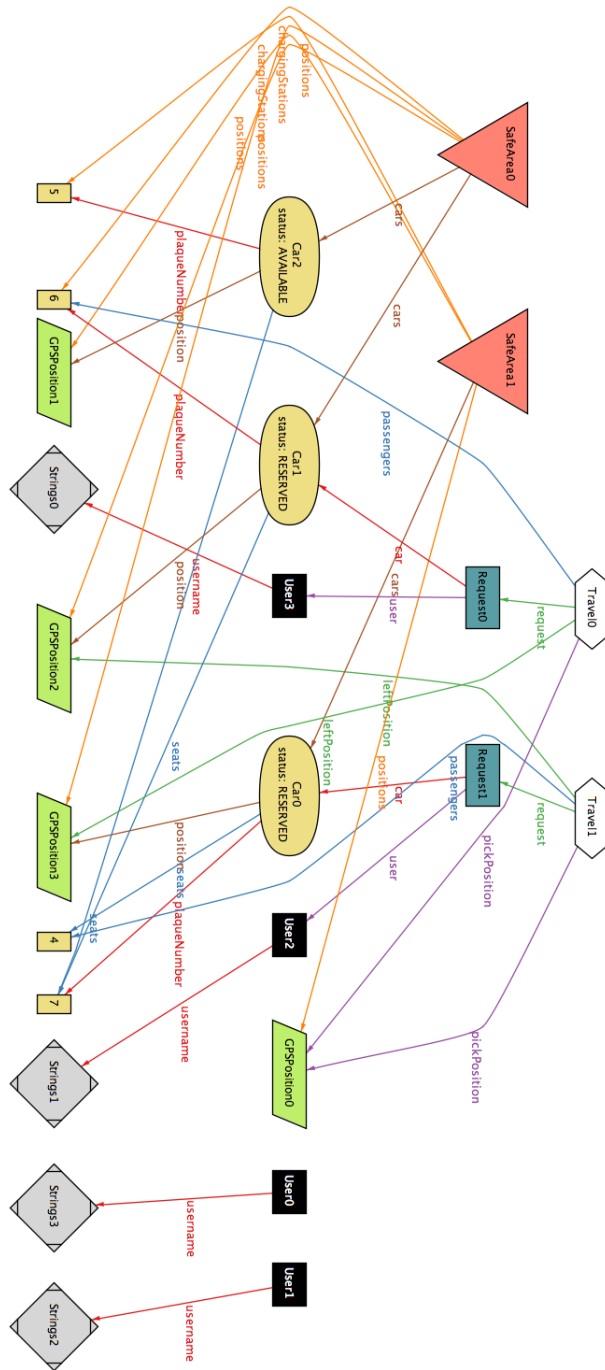 Travel0
Travel1
request
request
SafeArea0
SafeArea1
Request0
Request1
pickPosition
pickPosition
passengers
passengers
cars
cars
car
cars
user
car
user
leftPosition
leftPosition
positions
positions
chargingStations
chargingStations
positions
positions
Car2
status: AVAILABLE
Car1
status: RESERVED
User3
Car0
status: RESERVED
User2
GPSPosition0
User0
User1
plaqueNumber
position
plaqueNumber
username
position
seats
position
seats
plaqueNumber
seats
username
username
username
5
6
GPSPosition1
Strings0
GPSPosition2
GPSPosition3
4
7
Strings1
Strings3
Strings2